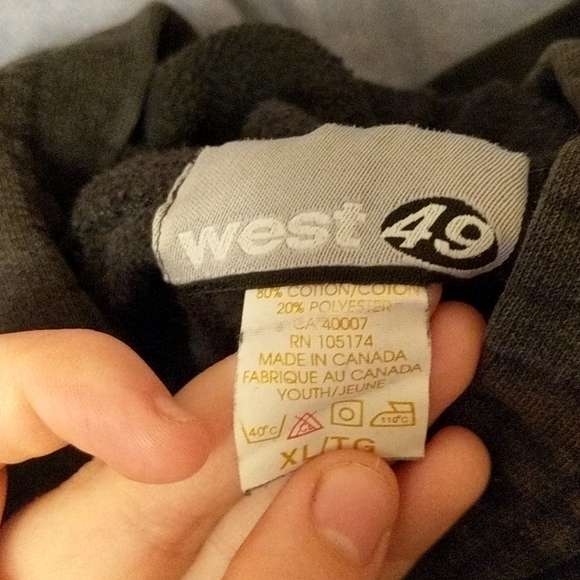 west 49
80% COTTON/COTON
20% POLYESTER
CA 40007
RN 105174
MADE IN CANADA
FABRIQUE AU CANADA
YOUTH/JEUNE
40°C 110°C
XL/TG